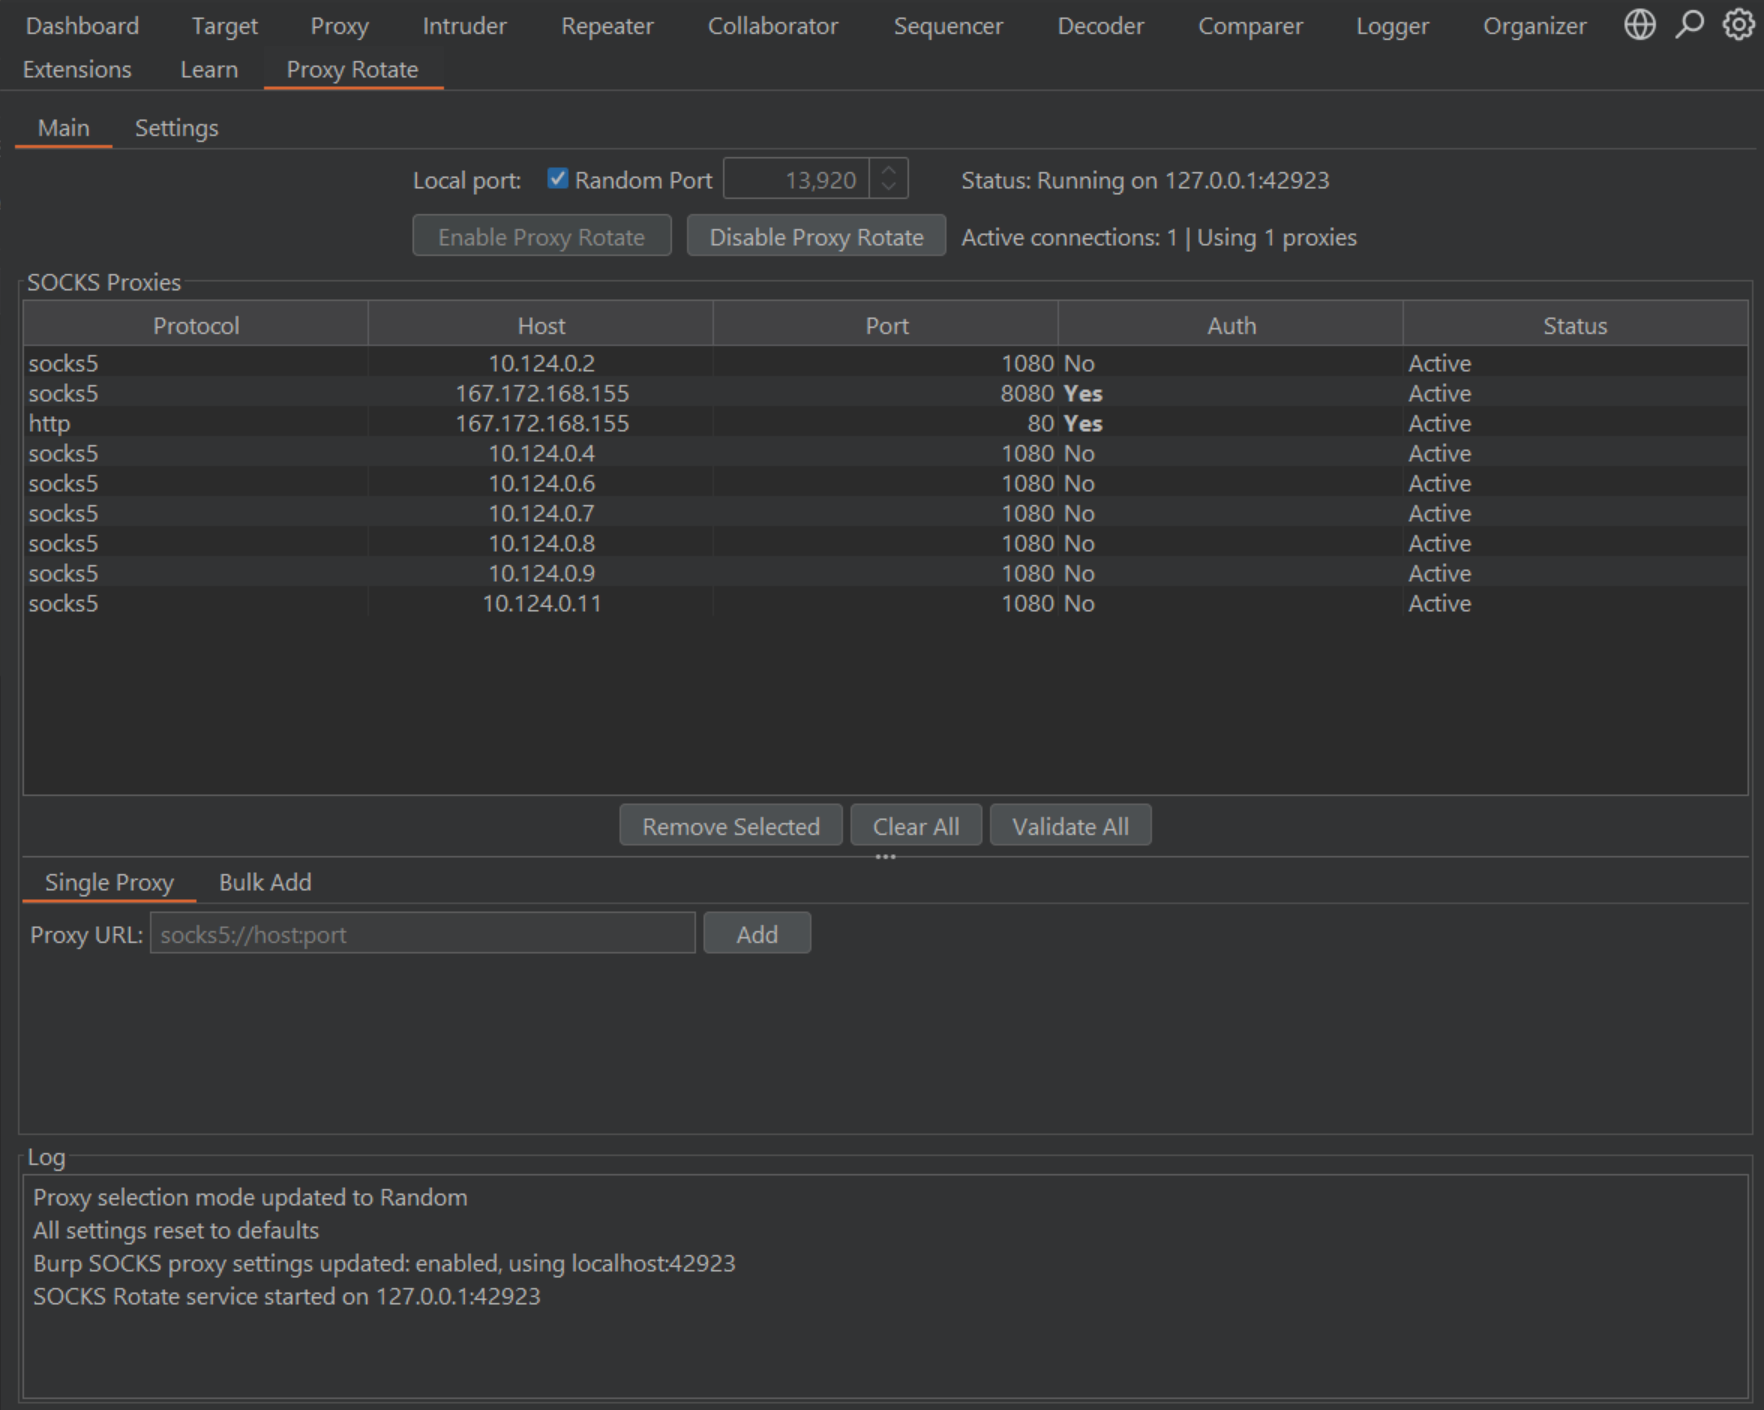 Dashboard Target Proxy Intruder Repeater Collaborator Sequencer Decoder Comparer Logger Organizer
Extensions Learn Proxy Rotate
Main Settings
Local port: Random Port 13,920 Status: Running on 127.0.0.1:42923
Enable Proxy Rotate Disable Proxy Rotate Active connections: 1 | Using 1 proxies
SOCKS Proxies
Protocol Host Port Auth Status
socks5 10.124.0.2 1080 No Active
socks5 167.172.168.155 8080 Yes Active
http 167.172.168.155 80 Yes Active
socks5 10.124.0.4 1080 No Active
socks5 10.124.0.6 1080 No Active
socks5 10.124.0.7 1080 No Active
socks5 10.124.0.8 1080 No Active
socks5 10.124.0.9 1080 No Active
socks5 10.124.0.11 1080 No Active
Remove Selected Clear All Validate All
Single Proxy Bulk Add
Proxy URL: socks5://host:port Add
Log
Proxy selection mode updated to Random
All settings reset to defaults
Burp SOCKS proxy settings updated: enabled, using localhost:42923
SOCKS Rotate service started on 127.0.0.1:42923